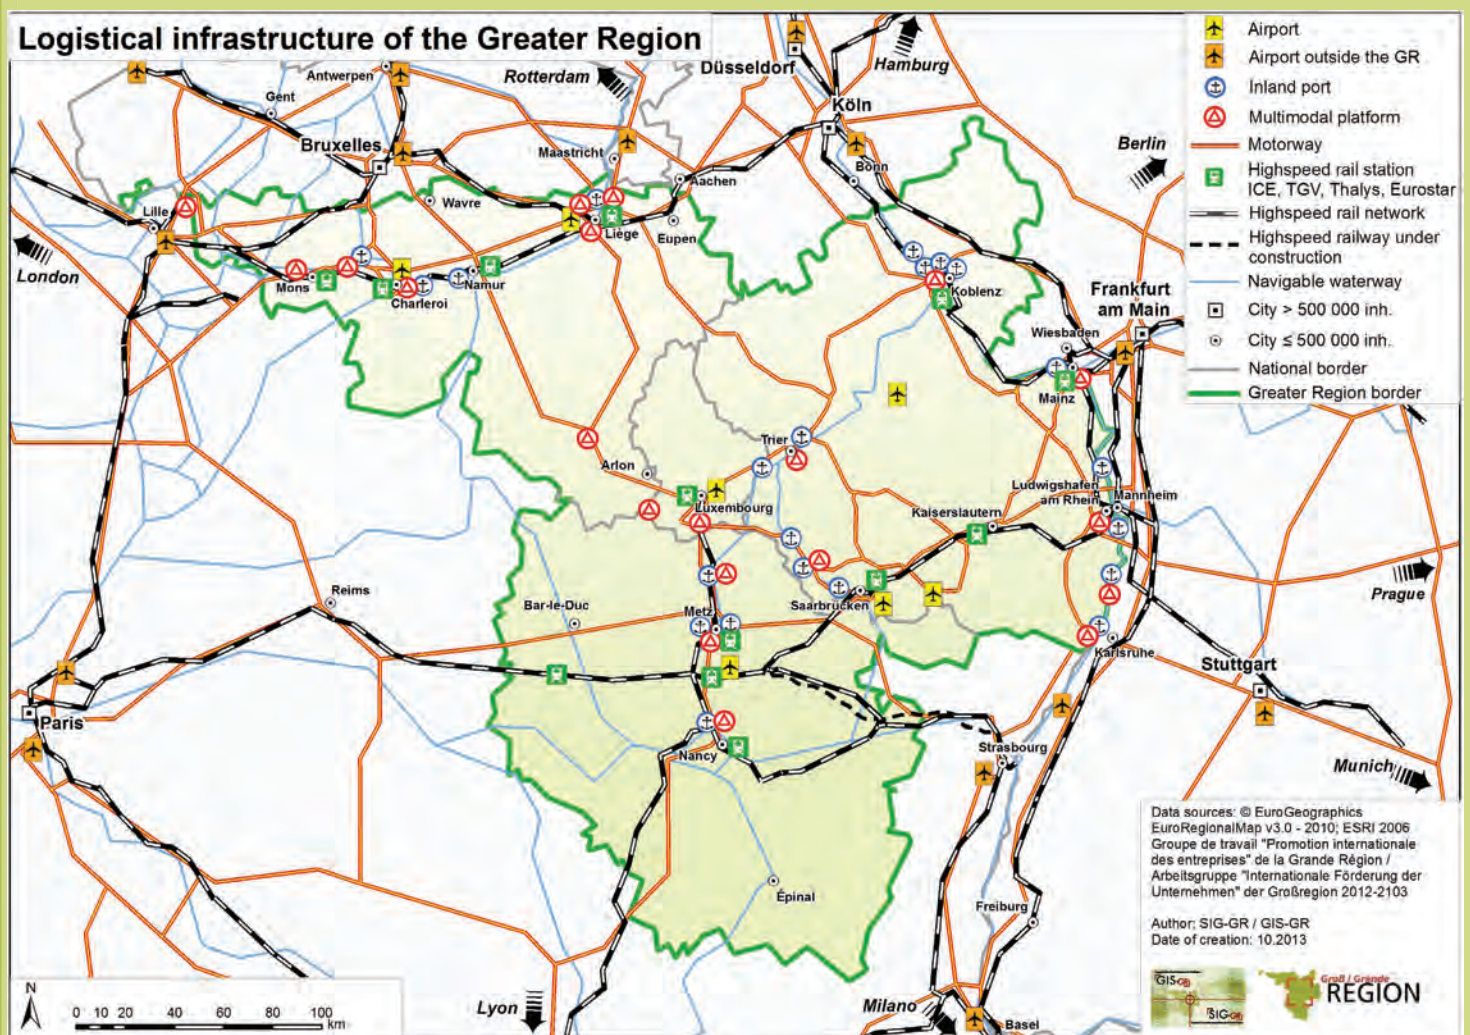 Logistical infrastructure of the Greater Region
Airport
Airport outside the GR
Inland port
Multimodal platform
Motorway
Highspeed rail station
ICE, TGV, Thalys, Eurostar
Highspeed rail network
Highspeed railway under
construction
Navigable waterway
City > 500 000 inh.
City ≤ 500 000 inh.
National border
Greater Region border
Rotterdam
Düsseldorf
Hamburg
Antwerpen
Gent
Köln
Bruxelles
Maastricht
Bonn
Berlin
Aachen
Lille
Wavre
Liège
Eupen
London
Mons
Charleroi
Namur
Koblenz
Frankfurt
am Main
Wiesbaden
Mainz
Trier
Arlon
Luxembourg
Ludwigshafen
am Rhein
Mannheim
Kaiserslautern
Prague
Reims
Bar-le-Duc
Metz
Saarbrücken
Karlsruhe
Stuttgart
Paris
Nancy
Strasbourg
Munich
Épinal
Freiburg
Lyon
Milano
Basel
Data sources: © EuroGeographics
EuroRegionalMap v3.0 - 2010; ESRI 2006
Groupe de travail "Promotion internationale
des entreprises" de la Grande Région /
Arbeitsgruppe "Internationale Förderung der
Unternehmen" der Großregion 2012-2103
Author: SIG-GR / GIS-GR
Date of creation: 10.2013
GIS-GR
SIG-GR
Groß / Grande
REGION
N
0 10 20 40 60 80 100
km